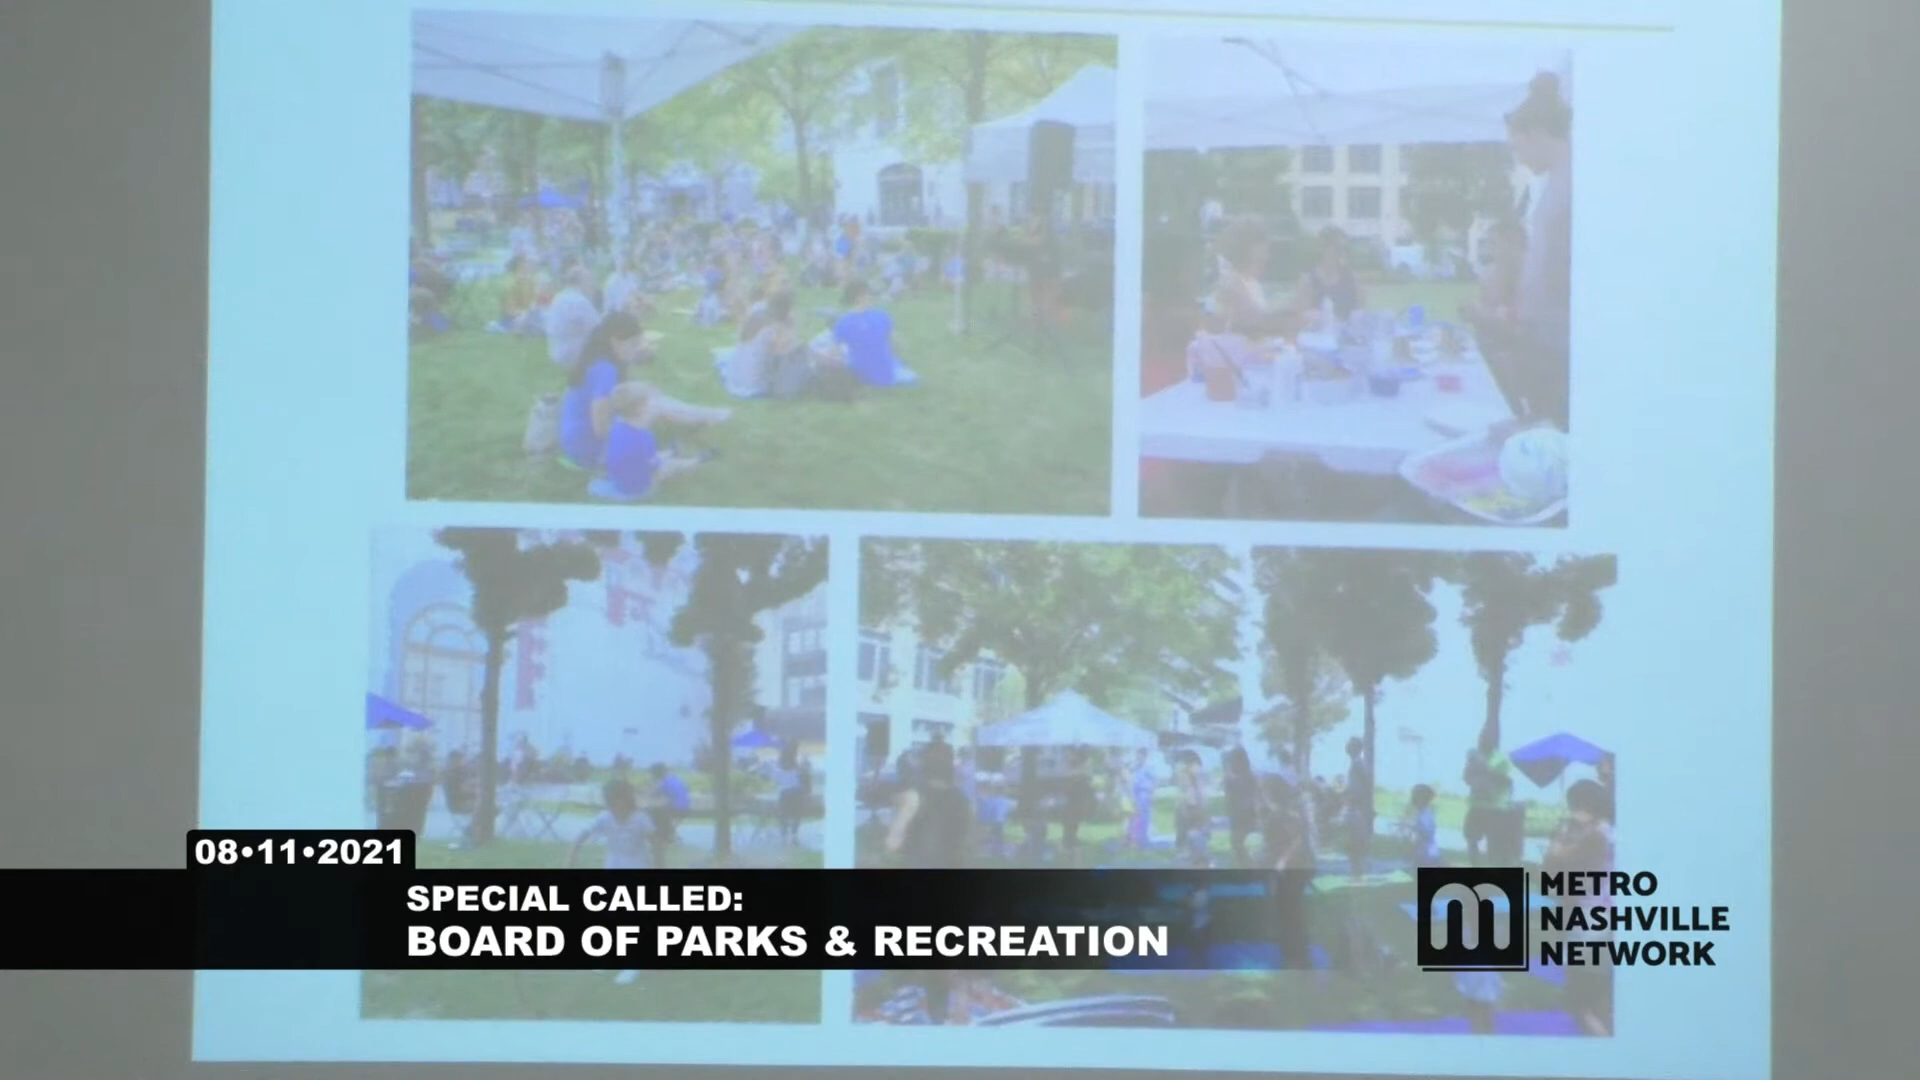 08•11•2021
SPECIAL CALLED:
BOARD OF PARKS & RECREATION
METRO
NASHVILLE
NETWORK